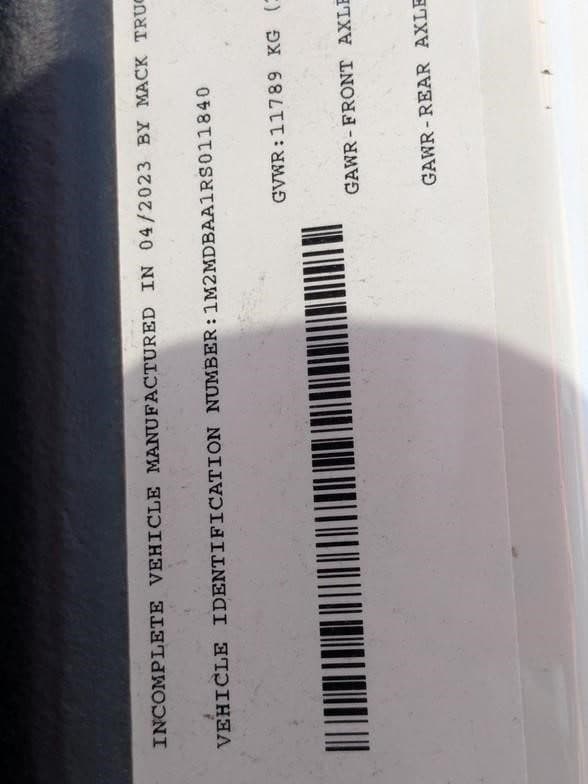 INCOMPLETE VEHICLE MANUFACTURED IN 04/2023 BY MACK TRUC
VEHICLE IDENTIFICATION NUMBER:1M2MDBAA1RS011840
GVWR:11789 KG (
GAWR-FRONT AXLE
GAWR-REAR AXLE